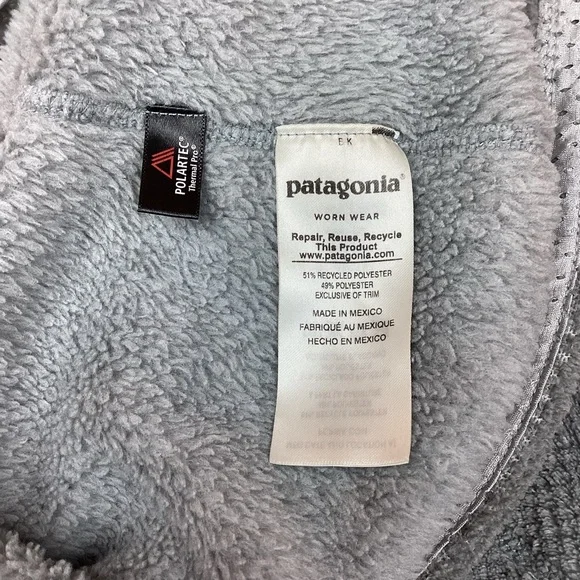 POLARTEC®
Thermal Pro®
EK
patagonia®
WORN WEAR
Repair, Reuse, Recycle
This Product
www.patagonia.com
51% RECYCLED POLYESTER
49% POLYESTER
EXCLUSIVE OF TRIM
MADE IN MEXICO
FABRIQUÉ AU MEXIQUE
HECHO EN MEXICO